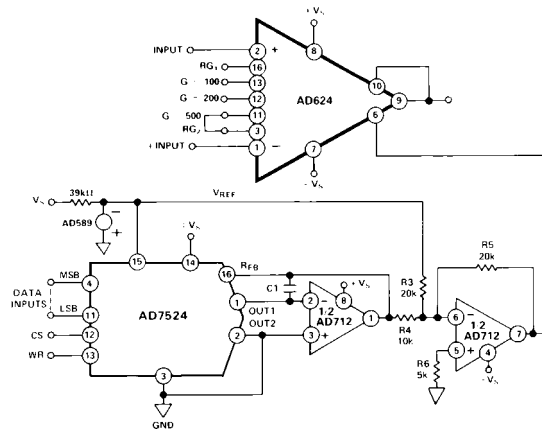 +VS
INPUT
2
+
8
RG1
16
G 100
13
10
G - 200
12
AD624
9
G 500
11
6
RG2
3
+INPUT
1
−
7
- VS
39kΩ
VREF
VS
AD589
−
+
+VS
R5
20k
15
14
RFB
16
C1
+VS
R3
20k
MSB
4
DATA
INPUTS
AD7524
OUT1
1
2
−
8
1/2
AD712
1
R4
10k
6
−
1/2
AD712
7
LSB
11
OUT2
2
3
+
CS
12
R6
5k
5
+
4
WR
13
-VS
3
GND